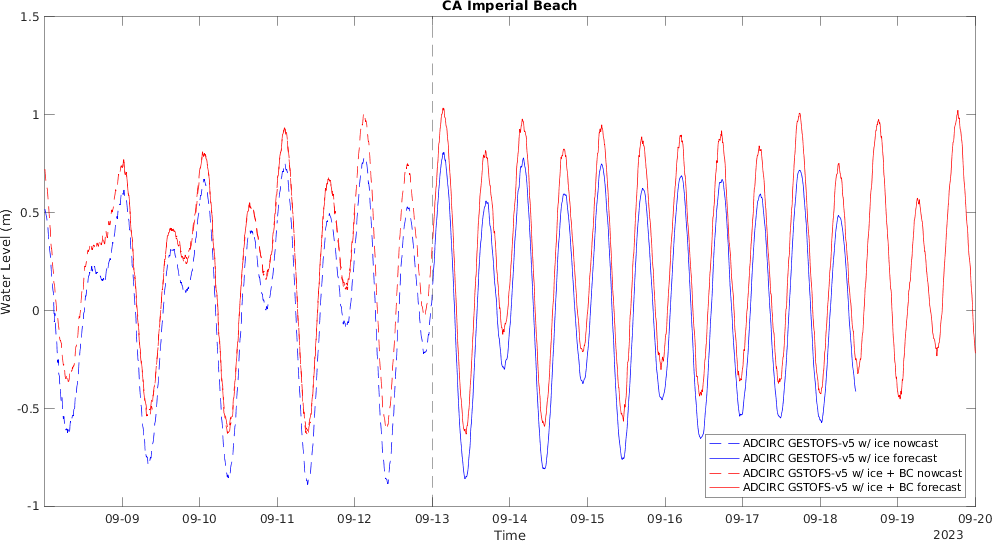 CA Imperial Beach
1.5
1
0.5
0
-0.5
-1
Water Level (m)
ADCIRC GESTOFS-v5 w/ ice nowcast
ADCIRC GESTOFS-v5 w/ ice forecast
ADCIRC GSTOFS-v5 w/ ice + BC nowcast
ADCIRC GSTOFS-v5 w/ ice + BC forecast
09-09 09-10 09-11 09-12 09-13 09-14 09-15 09-16 09-17 09-18 09-19 09-20
Time
2023